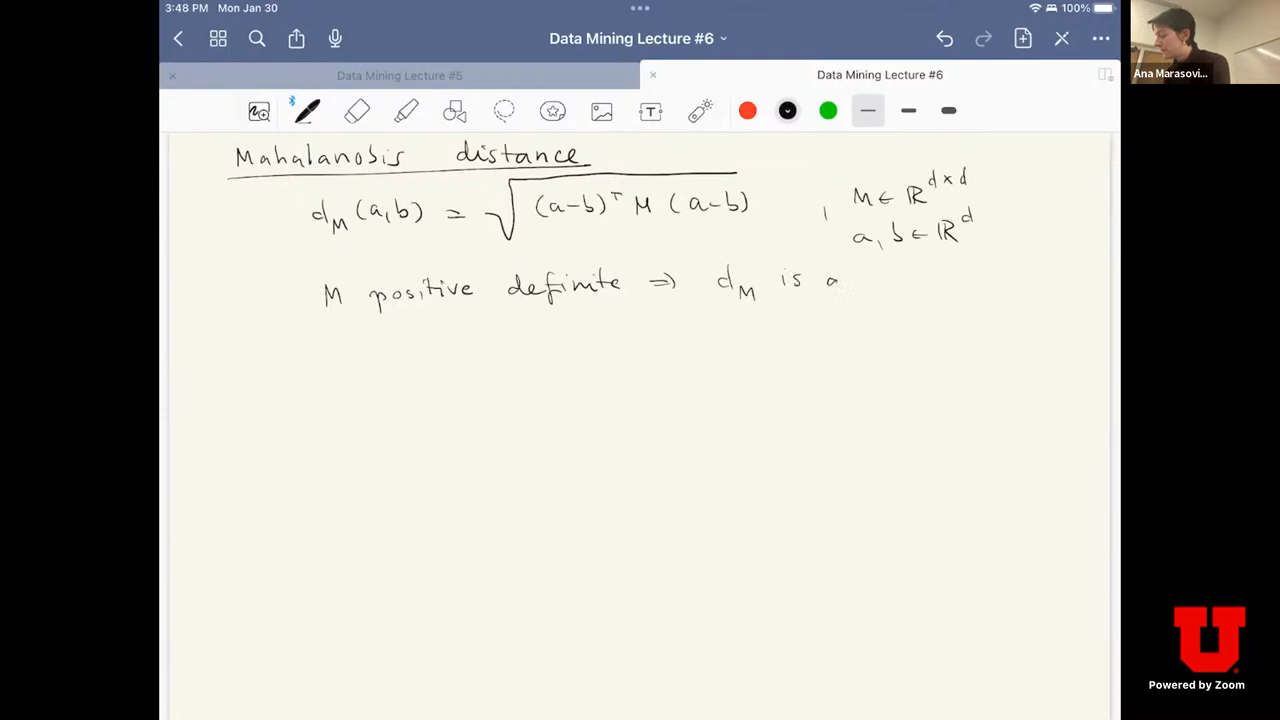 3:48 PM Mon Jan 30
100%
Data Mining Lecture #6
Data Mining Lecture #5
Data Mining Lecture #6
Ana Marasovi...
T
Mahalanobis distance
d_M (a,b) = √(a-b)ᵀ M (a-b) , M ∈ ℝ^{d×d}
a, b ∈ ℝ^d
M positive definite ⇒ d_M is a
U
Powered by Zoom